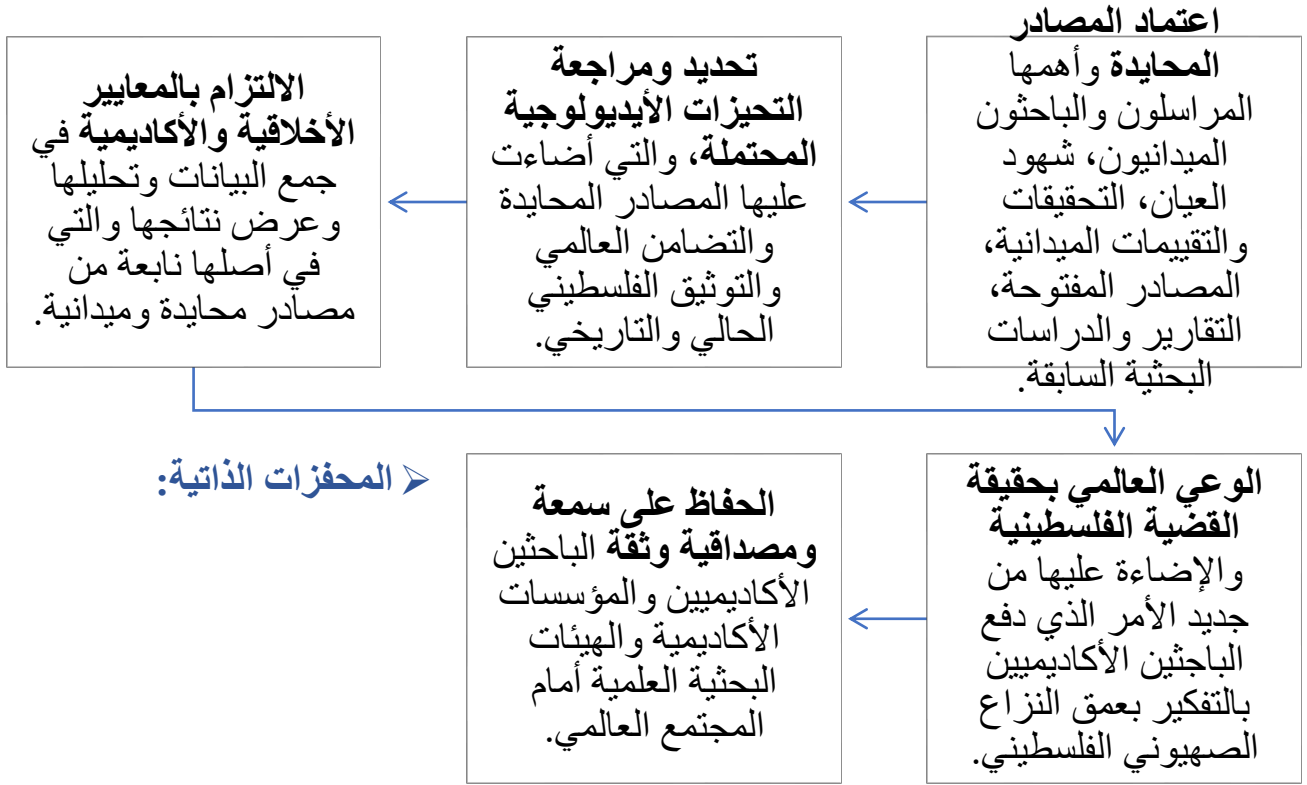 اعتماد المصادر
المحايدة وأهمها
المراسلون والباحثون
الميدانيون، شهود
العيان، التحقيقات
والتقييمات الميدانية،
المصادر المفتوحة،
التقارير والدراسات
البحثية السابقة.
تحديد ومراجعة
التحيزات الأيديولوجية
المحتملة، والتي أضاءت
عليها المصادر المحايدة
والتضامن العالمي
والتوثيق الفلسطيني
الحالي والتاريخي.
الالتزام بالمعايير
الأخلاقية والأكاديمية في
جمع البيانات وتحليلها
وعرض نتائجها والتي
في أصلها نابعة من
مصادر محايدة وميدانية.
الوعي العالمي بحقيقة
القضية الفلسطينية
والإضاءة عليها من
جديد الأمر الذي دفع
الباجثين الأكاديميين
بالتفكير بعمق النزاع
الصهيوني الفلسطيني.
الحفاظ على سمعة
ومصداقية وثقة الباحثين
الأكاديميين والمؤسسات
الأكاديمية والهيئات
البحثية العلمية أمام
المجتمع العالمي.
المحفزات الذاتية: